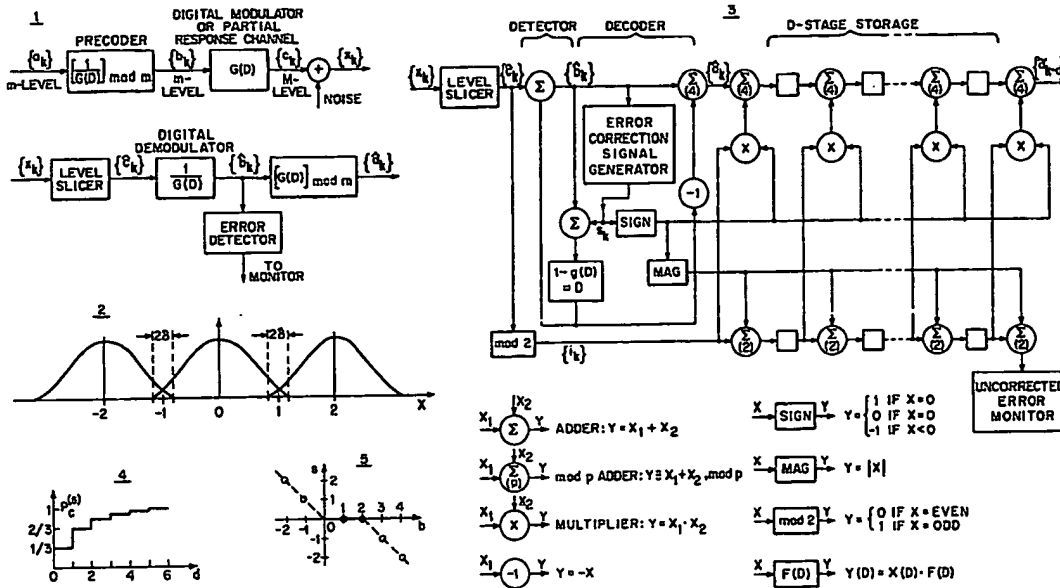 1
DIGITAL MODULATOR
OR PARTIAL
RESPONSE CHANNEL
PRECODER
{a_k}
m-LEVEL
[1/G(D)] mod m
{b_k}
m-LEVEL
G(D)
{c_k}
M-LEVEL
+
{x_k}
NOISE
DIGITAL
DEMODULATOR
{x_k}
LEVEL
SLICER
{ĉ_k}
1/G(D)
{b̂_k}
[G(D)] mod m
{â_k}
ERROR
DETECTOR
TO
MONITOR
2
2δ
2δ
-2 -1 0 1 2 X
4
P_c^(s)
1
2/3
1/3
0 2 4 6 d
5
s
2
1
0
-1
-2
-2 -1 0 1 2 3 4 b
3
DETECTOR DECODER D-STAGE STORAGE
{x_k}
LEVEL
SLICER
{ĉ_k}
Σ
{b̂_k}
Σ (4)
{â_k}
Σ (4)
Σ (4)
Σ (4)
Σ (4)
ERROR
CORRECTION
SIGNAL
GENERATOR
-1
X
X
X
X
Σ
s_k
SIGN
1-g(D)
=D
MAG
mod 2
{i_k}
Σ (2)
Σ (2)
Σ (2)
Σ (2)
UNCORRECTED
ERROR
MONITOR
X1 X2 Σ Y ADDER: Y = X1 + X2
X1 X2 Σ (p) Y mod p ADDER: Y ≡ X1 + X2, mod p
X1 X2 X Y MULTIPLIER: Y = X1 · X2
X1 -1 Y Y = -X
X SIGN Y Y = { 1 IF X=0
0 IF X=0
-1 IF X<0
X MAG Y Y = |X|
X mod 2 Y Y = { 0 IF X = EVEN
1 IF X = ODD
X F(D) Y Y(D) = X(D) · F(D)